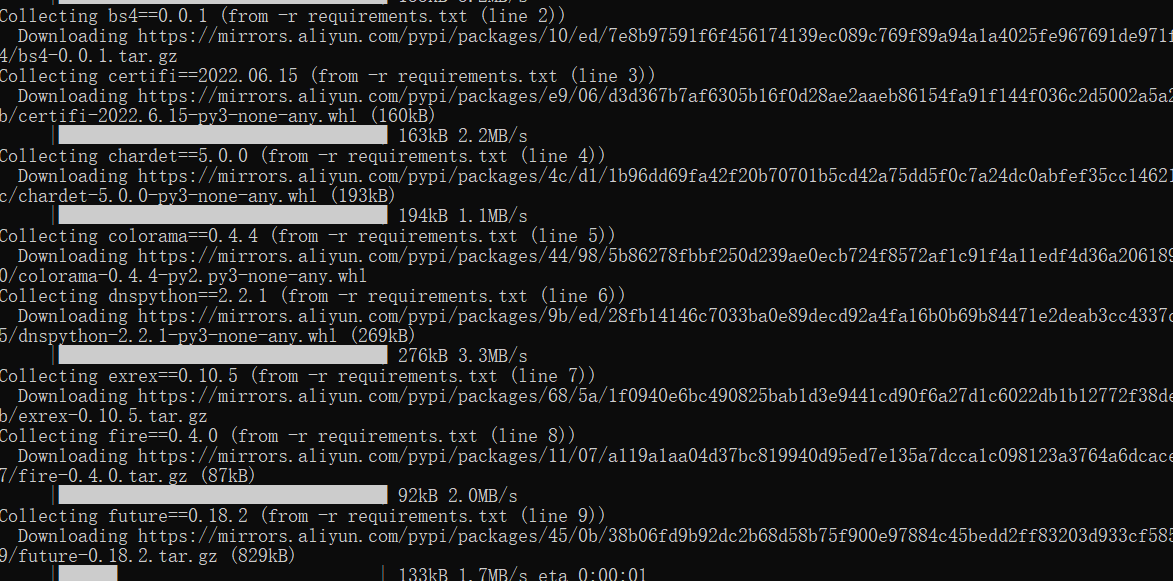 Collecting bs4==0.0.1 (from -r requirements.txt (line 2))
Downloading https://mirrors.aliyun.com/pypi/packages/10/ed/7e8b97591f6f456174139ec089c769f89a94a1a4025fe967691de971f
4/bs4-0.0.1.tar.gz
Collecting certifi==2022.06.15 (from -r requirements.txt (line 3))
Downloading https://mirrors.aliyun.com/pypi/packages/e9/06/d3d367b7af6305b16f0d28ae2aaeb86154fa91f144f036c2d5002a5a2
b/certifi-2022.6.15-py3-none-any.whl (160kB)
163kB 2.2MB/s
Collecting chardet==5.0.0 (from -r requirements.txt (line 4))
Downloading https://mirrors.aliyun.com/pypi/packages/4c/d1/1b96dd69fa42f20b70701b5cd42a75dd5f0c7a24dc0abfef35cc14621
c/chardet-5.0.0-py3-none-any.whl (193kB)
194kB 1.1MB/s
Collecting colorama==0.4.4 (from -r requirements.txt (line 5))
Downloading https://mirrors.aliyun.com/pypi/packages/44/98/5b86278fbbf250d239ae0ecb724f8572af1c91f4a11edf4d36a206189
0/colorama-0.4.4-py2.py3-none-any.whl
Collecting dnspython==2.2.1 (from -r requirements.txt (line 6))
Downloading https://mirrors.aliyun.com/pypi/packages/9b/ed/28fb14146c7033ba0e89decd92a4fa16b0b69b84471e2deab3cc4337c
5/dnspython-2.2.1-py3-none-any.whl (269kB)
276kB 3.3MB/s
Collecting exrex==0.10.5 (from -r requirements.txt (line 7))
Downloading https://mirrors.aliyun.com/pypi/packages/68/5a/1f0940e6bc490825bab1d3e9441cd90f6a27d1c6022db1b12772f38de
b/exrex-0.10.5.tar.gz
Collecting fire==0.4.0 (from -r requirements.txt (line 8))
Downloading https://mirrors.aliyun.com/pypi/packages/11/07/a119a1aa04d37bc819940d95ed7e135a7dcca1c098123a3764a6dcace
7/fire-0.4.0.tar.gz (87kB)
92kB 2.0MB/s
Collecting future==0.18.2 (from -r requirements.txt (line 9))
Downloading https://mirrors.aliyun.com/pypi/packages/45/0b/38b06fd9b92dc2b68d58b75f900e97884c45bedd2ff83203d933cf585
9/future-0.18.2.tar.gz (829kB)
133kB 1.7MB/s eta 0:00:01